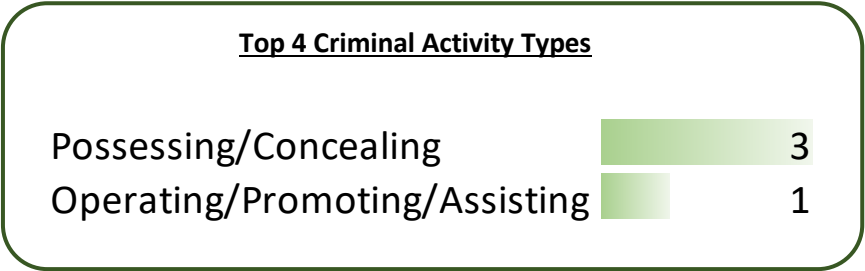 Top 4 Criminal Activity Types
Possessing/Concealing 3
Operating/Promoting/Assisting 1